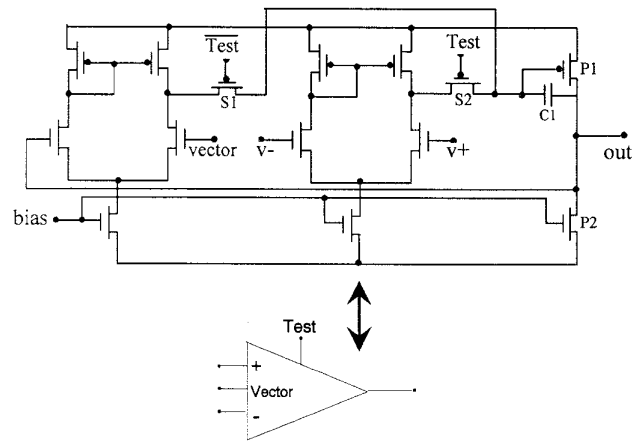 Test
Test
P1
S1
S2
C1
vector
v-
v+
out
bias
P2
Test
+
Vector
-